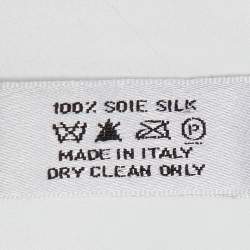 100% SOIE SILK
P
MADE IN ITALY
DRY CLEAN ONLY